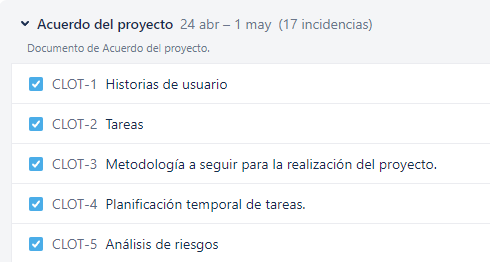 Acuerdo del proyecto 24 abr – 1 may (17 incidencias)
Documento de Acuerdo del proyecto.
CLOT-1 Historias de usuario
CLOT-2 Tareas
CLOT-3 Metodología a seguir para la realización del proyecto.
CLOT-4 Planificación temporal de tareas.
CLOT-5 Análisis de riesgos